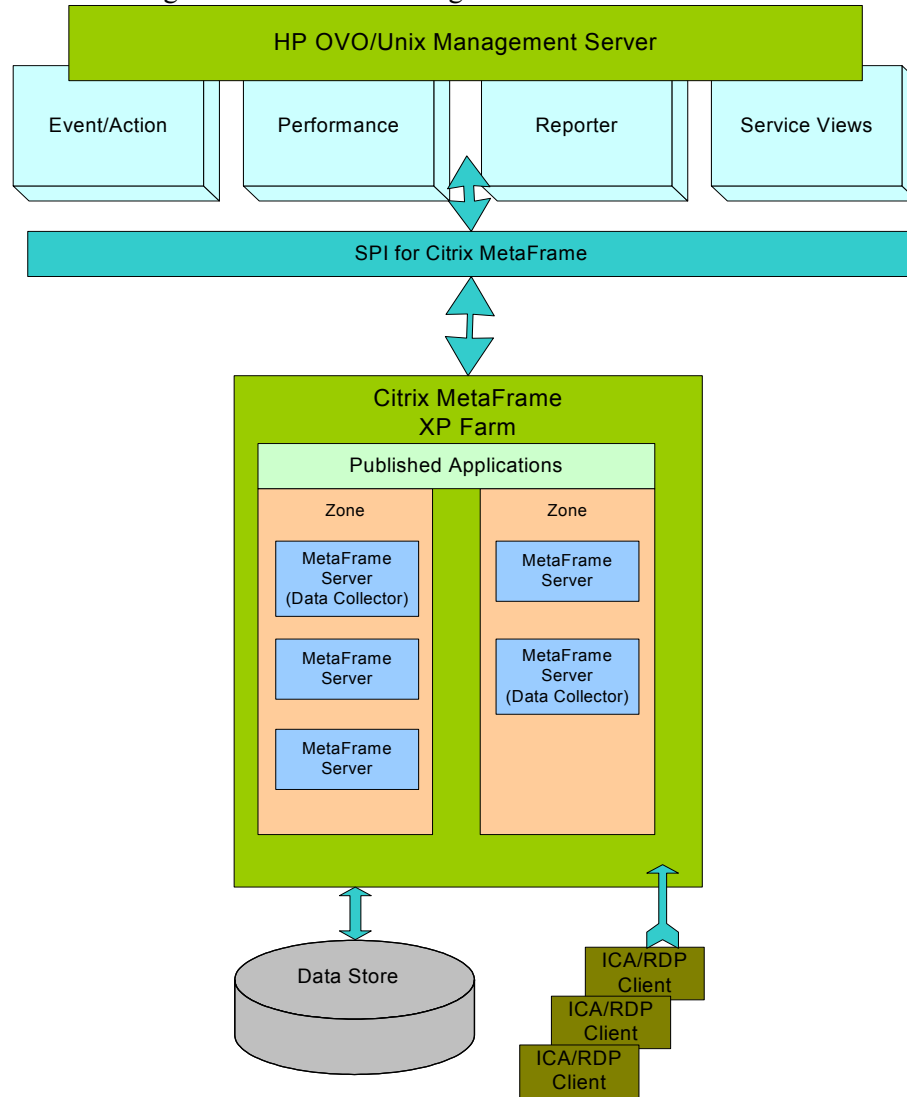 HP OVO/Unix Management Server
Event/Action
Performance
Reporter
Service Views
SPI for Citrix MetaFrame
Citrix MetaFrame
XP Farm
Published Applications
Zone
MetaFrame
Server
(Data Collector)
MetaFrame
Server
MetaFrame
Server
Zone
MetaFrame
Server
MetaFrame
Server
(Data Collector)
Data Store
ICA/RDP
Client
ICA/RDP
Client
ICA/RDP
Client